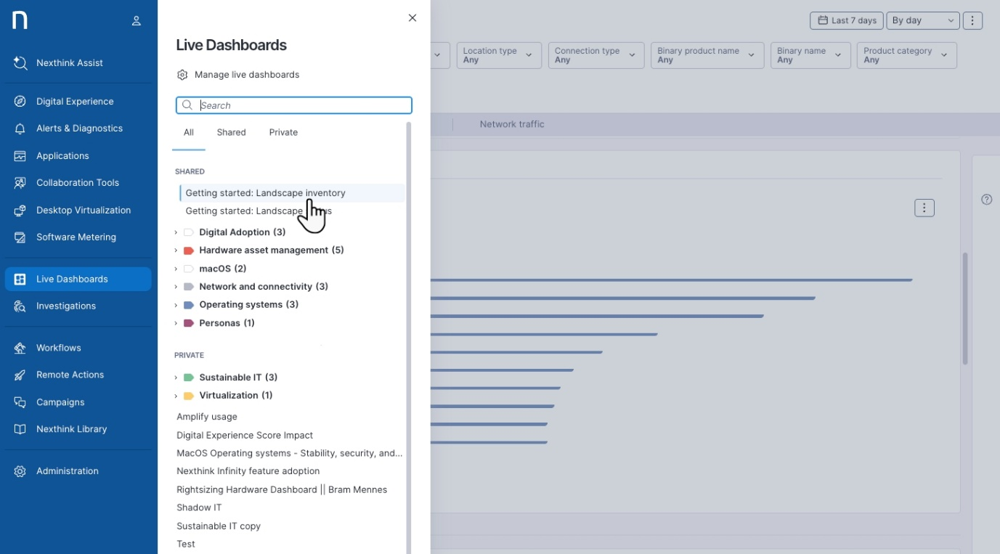 n
Nexthink Assist
Digital Experience
Alerts & Diagnostics
Applications
Collaboration Tools
Desktop Virtualization
Software Metering
Live Dashboards
Investigations
Workflows
Remote Actions
Campaigns
Nexthink Library
Administration
Live Dashboards
Manage live dashboards
Search
All Shared Private
SHARED
Getting started: Landscape inventory
Getting started: Landscape
Digital Adoption (3)
Hardware asset management (5)
macOS (2)
Network and connectivity (3)
Operating systems (3)
Personas (1)
PRIVATE
Sustainable IT (3)
Virtualization (1)
Amplify usage
Digital Experience Score Impact
MacOS Operating systems - Stability, security, and...
Nexthink Infinity feature adoption
Rightsizing Hardware Dashboard || Bram Mennes
Shadow IT
Sustainable IT copy
Test
Last 7 days By day
Location type Connection type Binary product name Binary name Product category
Any Any Any Any Any
Network traffic